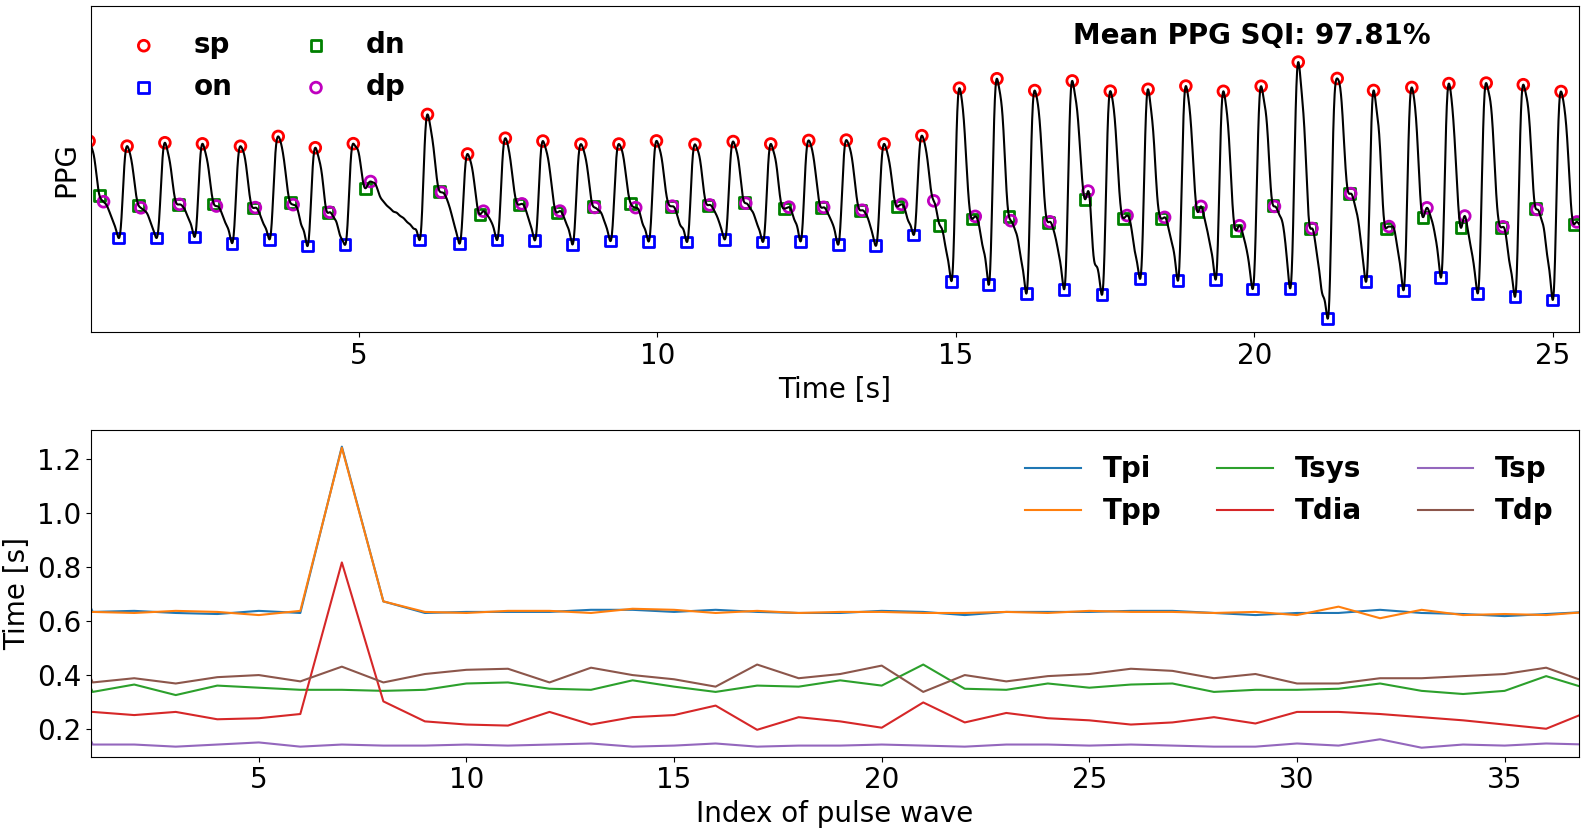 Mean PPG SQI: 97.81%
sp dn
on dp
PPG
5 10 15 20 25
Time [s]
1.2
1.0
0.8
0.6
0.4
0.2
Time [s]
Tpi Tsys Tsp
Tpp Tdia Tdp
5 10 15 20 25 30 35
Index of pulse wave